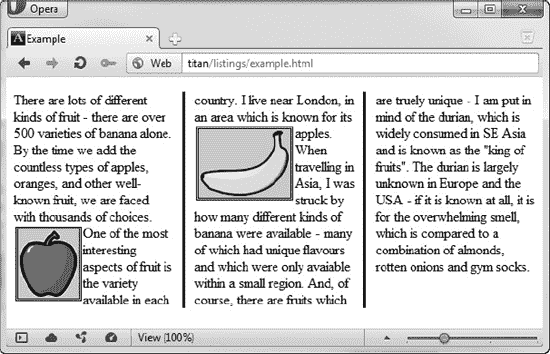 Opera
Example
Web titan/listings/example.html
There are lots of different
kinds of fruit - there are over
500 varieties of banana alone.
By the time we add the
countless types of apples,
oranges, and other well-
known fruit, we are faced
with thousands of choices.
One of the most
interesting
aspects of fruit is
the variety
available in each
country. I live near London, in
an area which is known for its
apples.
When
travelling in
Asia, I was
struck by
how many different kinds of
banana were available - many
of which had unique flavours
and which were only avaiable
within a small region. And, of
course, there are fruits which
are truely unique - I am put in
mind of the durian, which is
widely consumed in SE Asia
and is known as the "king of
fruits". The durian is largely
unknown in Europe and the
USA - if it is known at all, it is
for the overwhelming smell,
which is compared to a
combination of almonds,
rotten onions and gym socks.
View (100%)